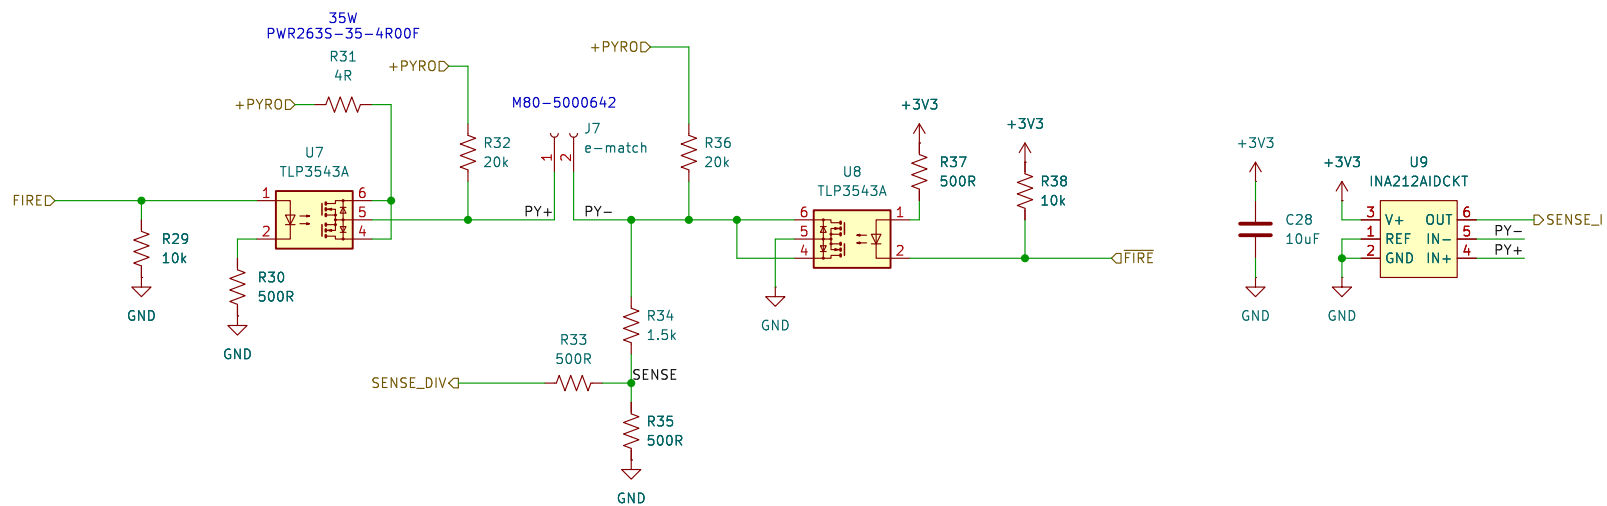 35W
PWR263S-35-4R00F
R31
4R
+PYRO
+PYRO
R32
20k
U7
TLP3543A
FIRE
1
2
6
5
4
R29
10k
GND
R30
500R
GND
M80-5000642
J7
e-match
1
2
PY+
PY-
+PYRO
R36
20k
R34
1.5k
SENSE
R33
500R
SENSE_DIV
R35
500R
GND
U8
TLP3543A
6
5
4
1
2
GND
+3V3
R37
500R
+3V3
R38
10k
FIRE
+3V3
C28
10uF
GND
+3V3
U9
INA212AIDCKT
3
V+
OUT
6
SENSE_I
1
REF
IN-
5
PY-
2
GND
IN+
4
PY+
GND